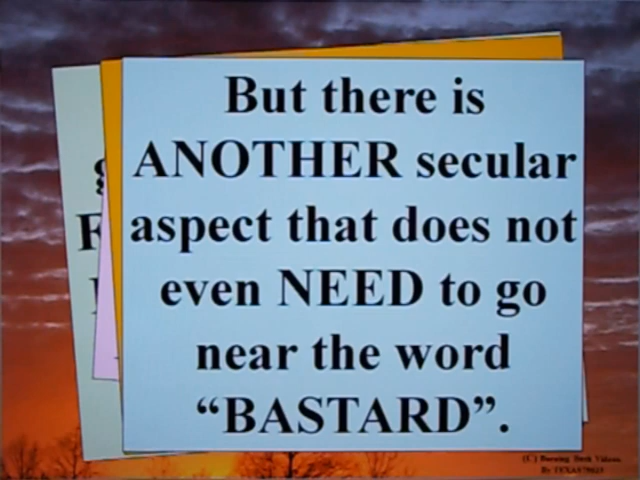 But there is
ANOTHER secular
aspect that does not
even NEED to go
near the word
“BASTARD”.